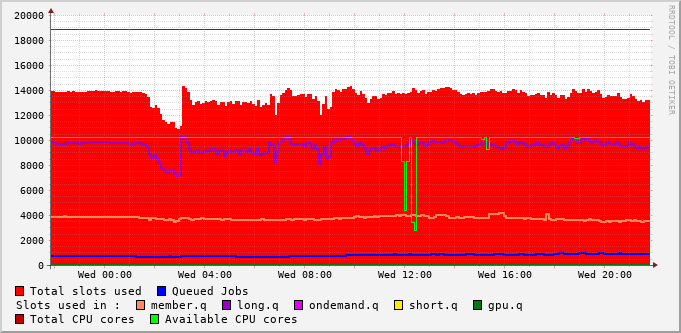 20000
18000
16000
14000
12000
10000
8000
6000
4000
2000
0
Wed 00:00 Wed 04:00 Wed 08:00 Wed 12:00 Wed 16:00 Wed 20:00
RRDTOOL / TOBI OETIKER
Total slots used Queued Jobs
Slots used in : member.q long.q ondemand.q short.q gpu.q
Total CPU cores Available CPU cores